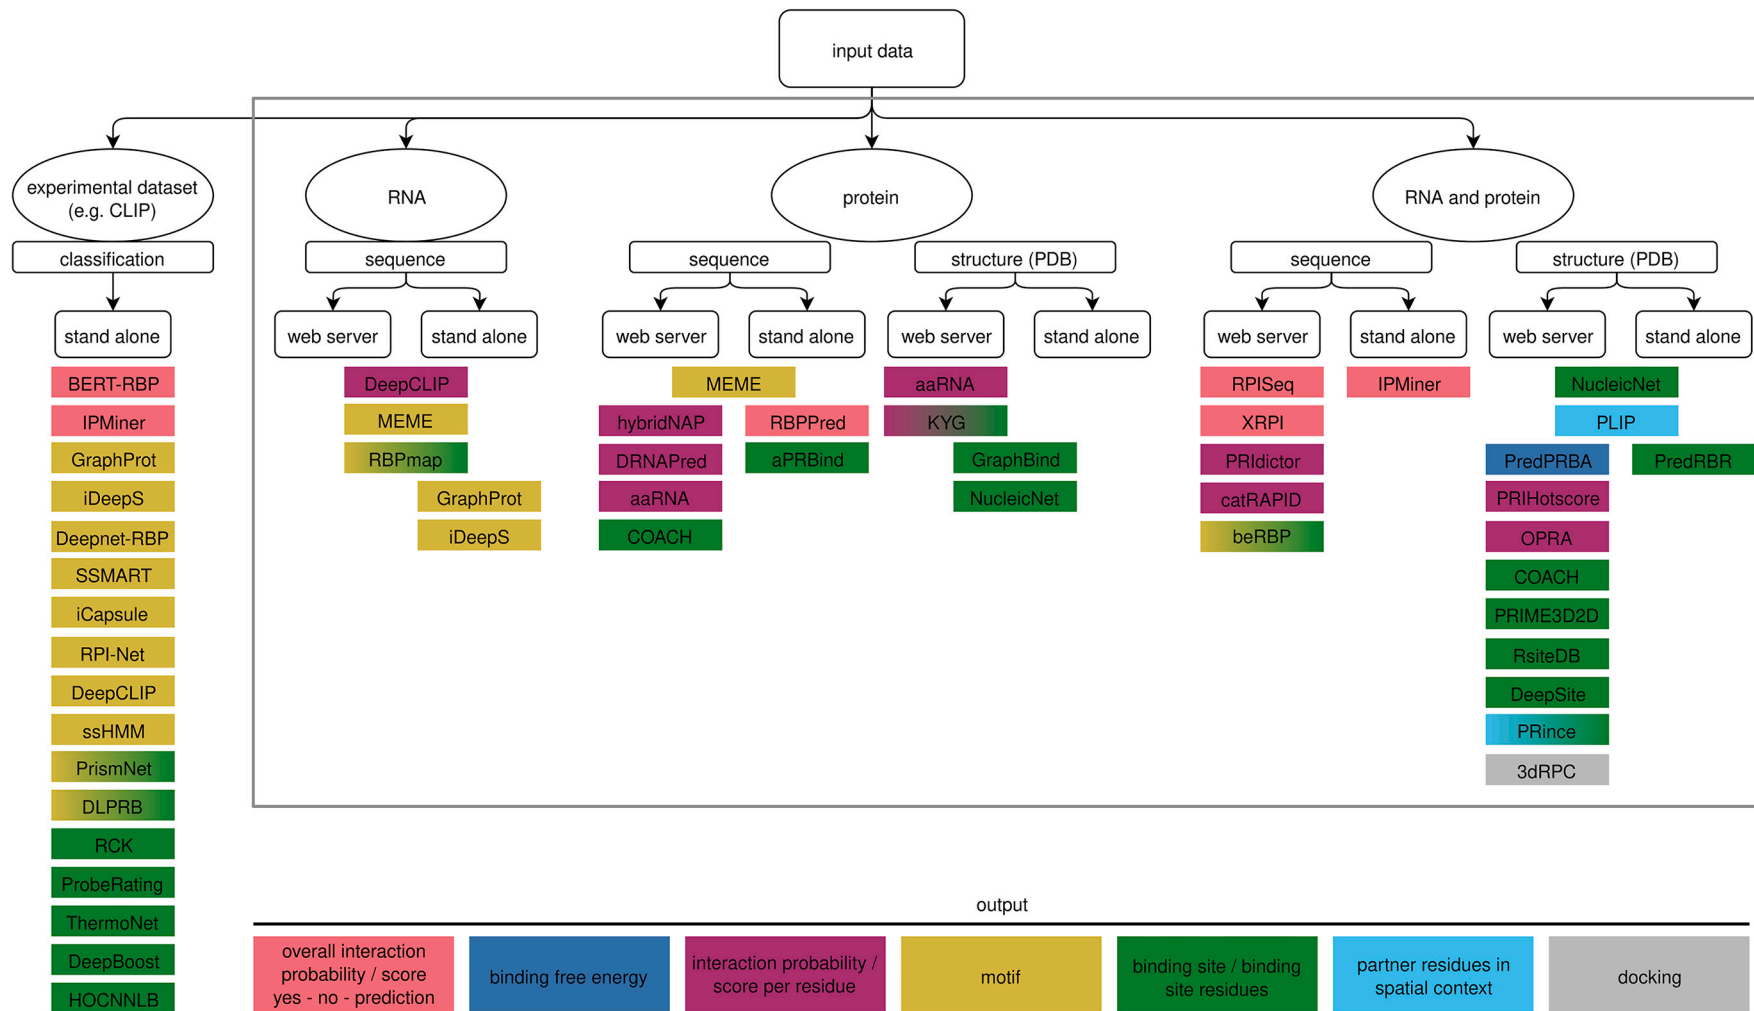 input data
experimental dataset
(e.g. CLIP)
RNA
protein
RNA and protein
classification
sequence
sequence
structure (PDB)
sequence
structure (PDB)
stand alone
web server
stand alone
web server
stand alone
web server
stand alone
web server
stand alone
web server
stand alone
BERT-RBP
IPMiner
GraphProt
iDeepS
Deepnet-RBP
SSMART
iCapsule
RPI-Net
DeepCLIP
ssHMM
PrismNet
DLPRB
RCK
ProbeRating
ThermoNet
DeepBoost
HOCNNLB
DeepCLIP
MEME
RBPmap
GraphProt
iDeepS
MEME
hybridNAP
DRNAPred
aaRNA
COACH
RBPPred
aPRBind
aaRNA
KYG
GraphBind
NucleicNet
RPISeq
XRPI
PRIdictor
catRAPID
beRBP
IPMiner
NucleicNet
PLIP
PredPRBA
PRIHotscore
OPRA
COACH
PRIME3D2D
RsiteDB
DeepSite
PRince
3dRPC
PredRBR
output
overall interaction
probability / score
yes - no - prediction
binding free energy
interaction probability /
score per residue
motif
binding site / binding
site residues
partner residues in
spatial context
docking